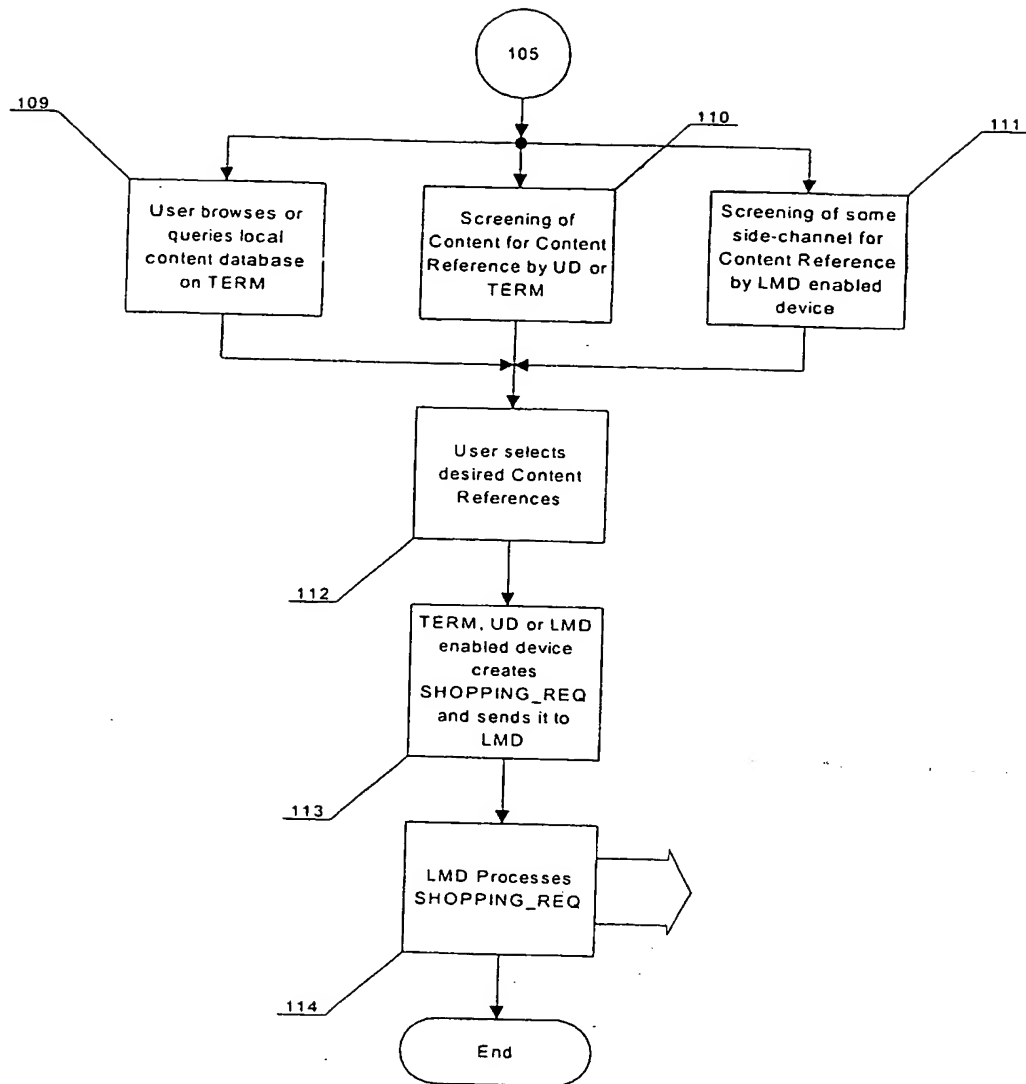 105
109
110
111
User browses or
queries local
content database
on TERM
Screening of
Content for Content
Reference by UD or
TERM
Screening of some
side-channel for
Content Reference
by LMD enabled
device
User selects
desired Content
References
112
TERM, UD or LMD
enabled device
creates
SHOPPING_REQ
and sends it to
LMD
113
LMD Processes
SHOPPING_REQ
114
End